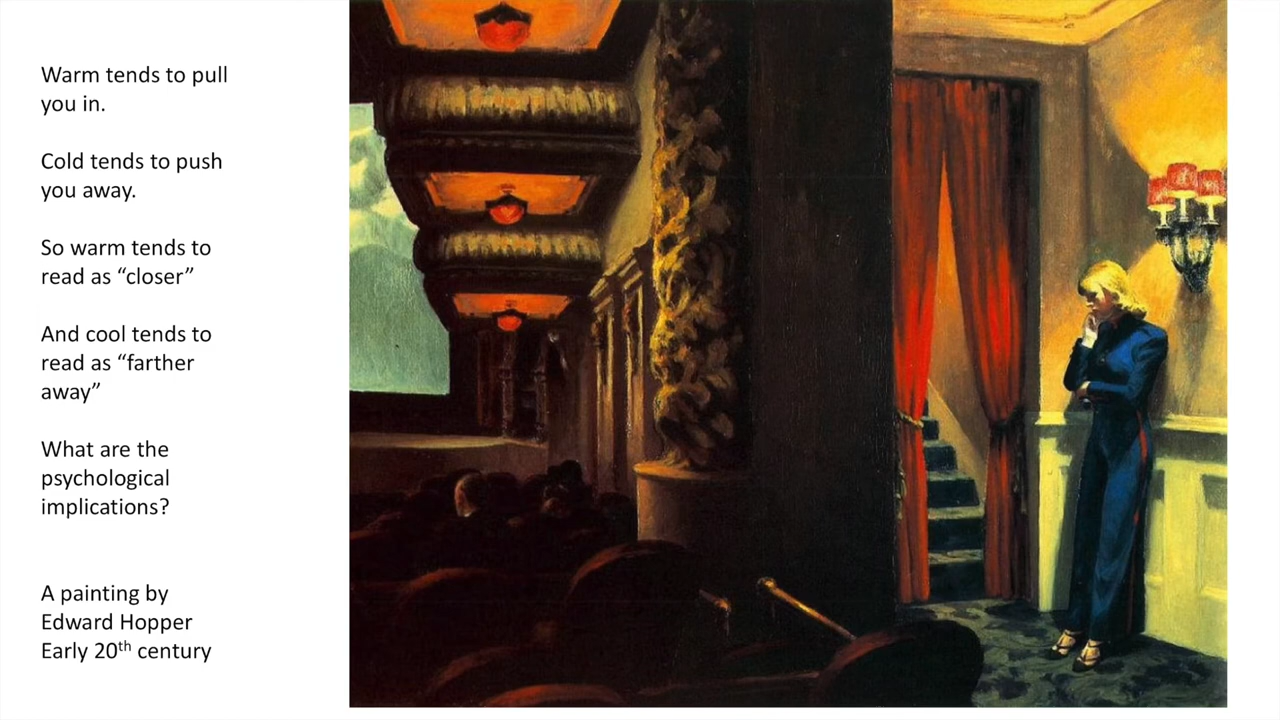 Warm tends to pull
you in.
Cold tends to push
you away.
So warm tends to
read as “closer”
And cool tends to
read as “farther
away”
What are the
psychological
implications?
A painting by
Edward Hopper
Early 20th century